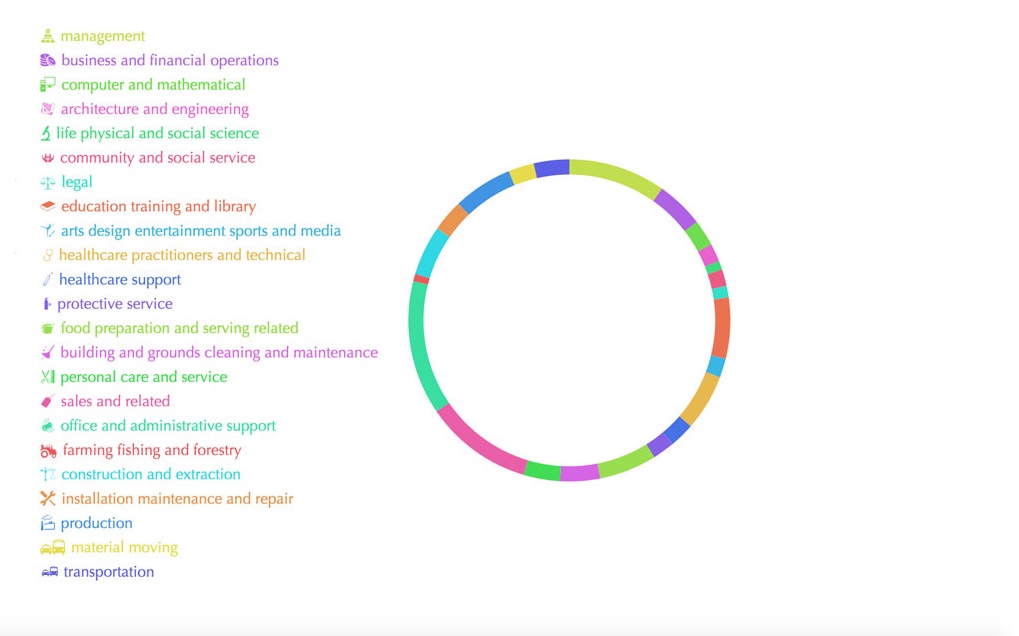 management
business and financial operations
computer and mathematical
architecture and engineering
life physical and social science
community and social service
legal
education training and library
arts design entertainment sports and media
healthcare practitioners and technical
healthcare support
protective service
food preparation and serving related
building and grounds cleaning and maintenance
personal care and service
sales and related
office and administrative support
farming fishing and forestry
construction and extraction
installation maintenance and repair
production
material moving
transportation